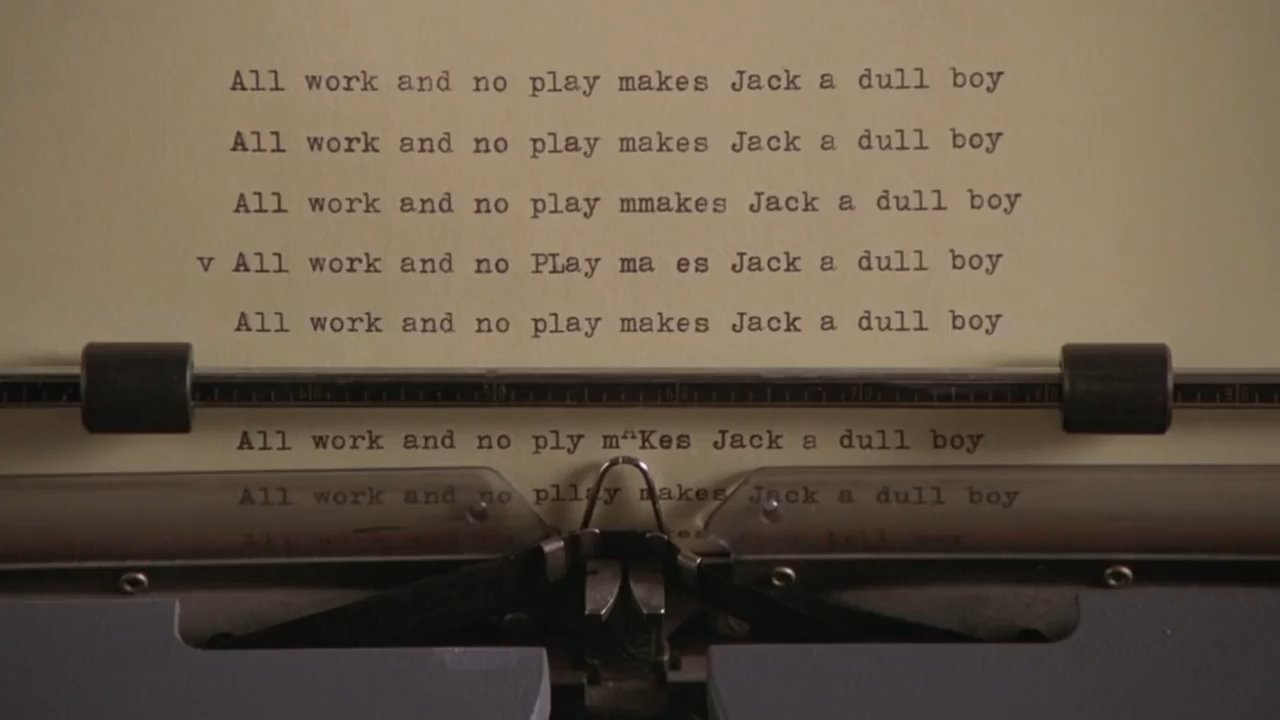 All work and no play makes Jack a dull boy
All work and no play makes Jack a dull boy
All work and no play mmakes Jack a dull boy
v All work and no PLay ma es Jack a dull boy
All work and no play makes Jack a dull boy
All work and no ply mAKes Jack a dull boy
All work and no pllay makes Jack a dull boy